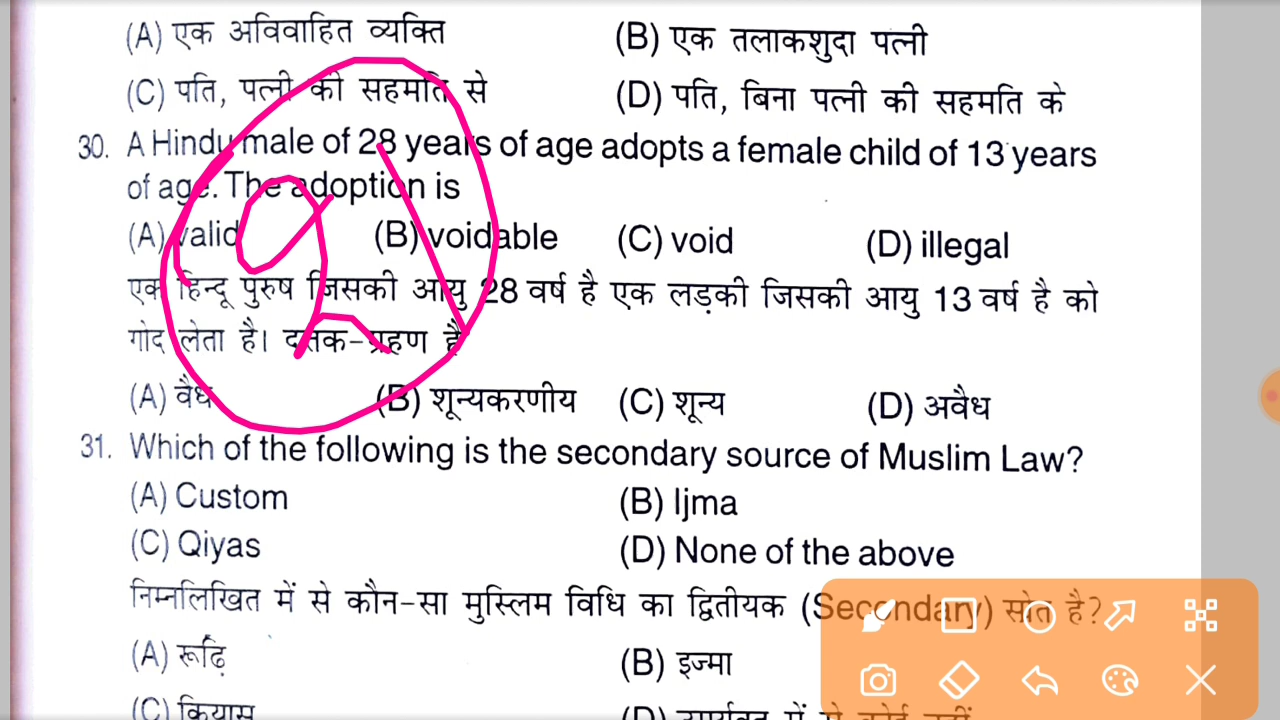 (A) एक अविवाहित व्यक्ति (B) एक तलाकशुदा पत्नी
(C) पति, पत्नी की सहमति से (D) पति, बिना पत्नी की सहमति के
30. A Hindu male of 28 years of age adopts a female child of 13 years
of age. The adoption is
(A) valid (B) voidable (C) void (D) illegal
एक हिन्दू पुरुष जिसकी आयु 28 वर्ष है एक लड़की जिसकी आयु 13 वर्ष है को
गोद लेता है। दत्तक-ग्रहण है
(A) वैध (B) शून्यकरणीय (C) शून्य (D) अवैध
31. Which of the following is the secondary source of Muslim Law?
(A) Custom (B) Ijma
(C) Qiyas (D) None of the above
निम्नलिखित में से कौन-सा मुस्लिम विधि का द्वितीयक (Secondary) स्रोत है?
(A) रूढ़ि (B) इज्मा
(C) कियास (D) उपर्युक्त में से कोई नहीं